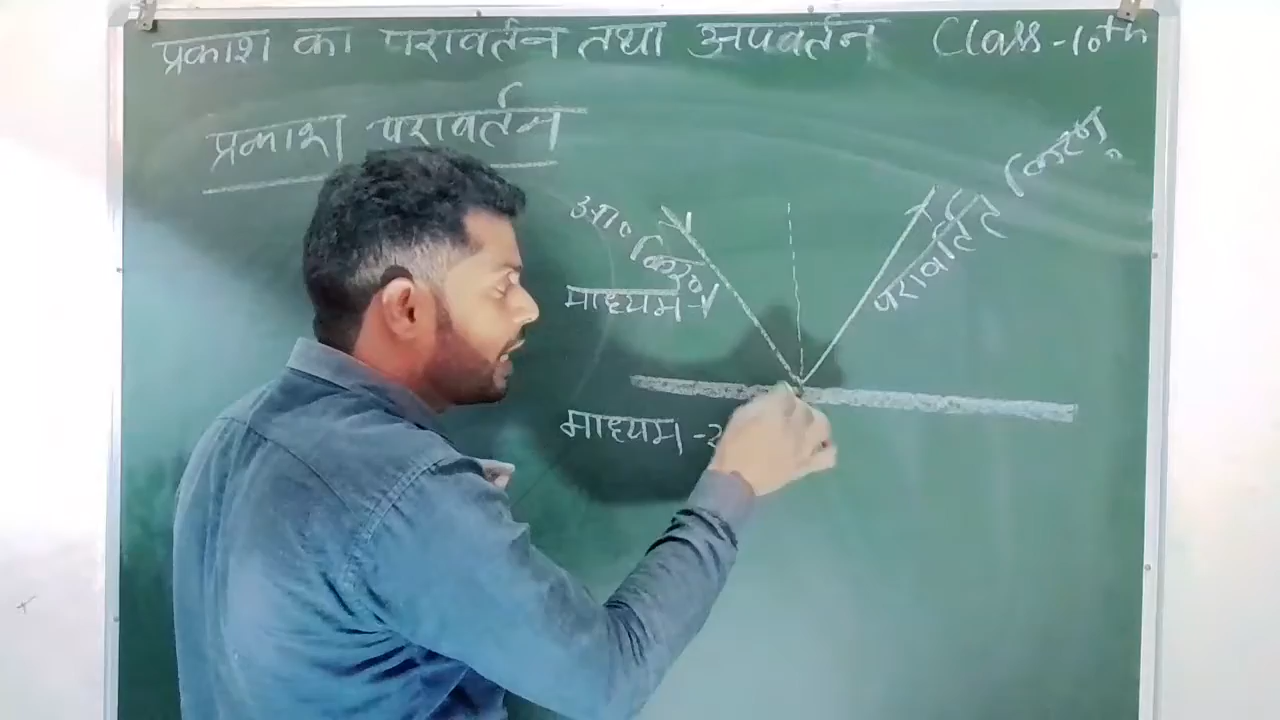 प्रकाश का परावर्तन तथा अपवर्तन Class-10th
प्रकाश परावर्तन
आ० किर०
परावर्तित किरण
माध्यम-1
माध्यम-2